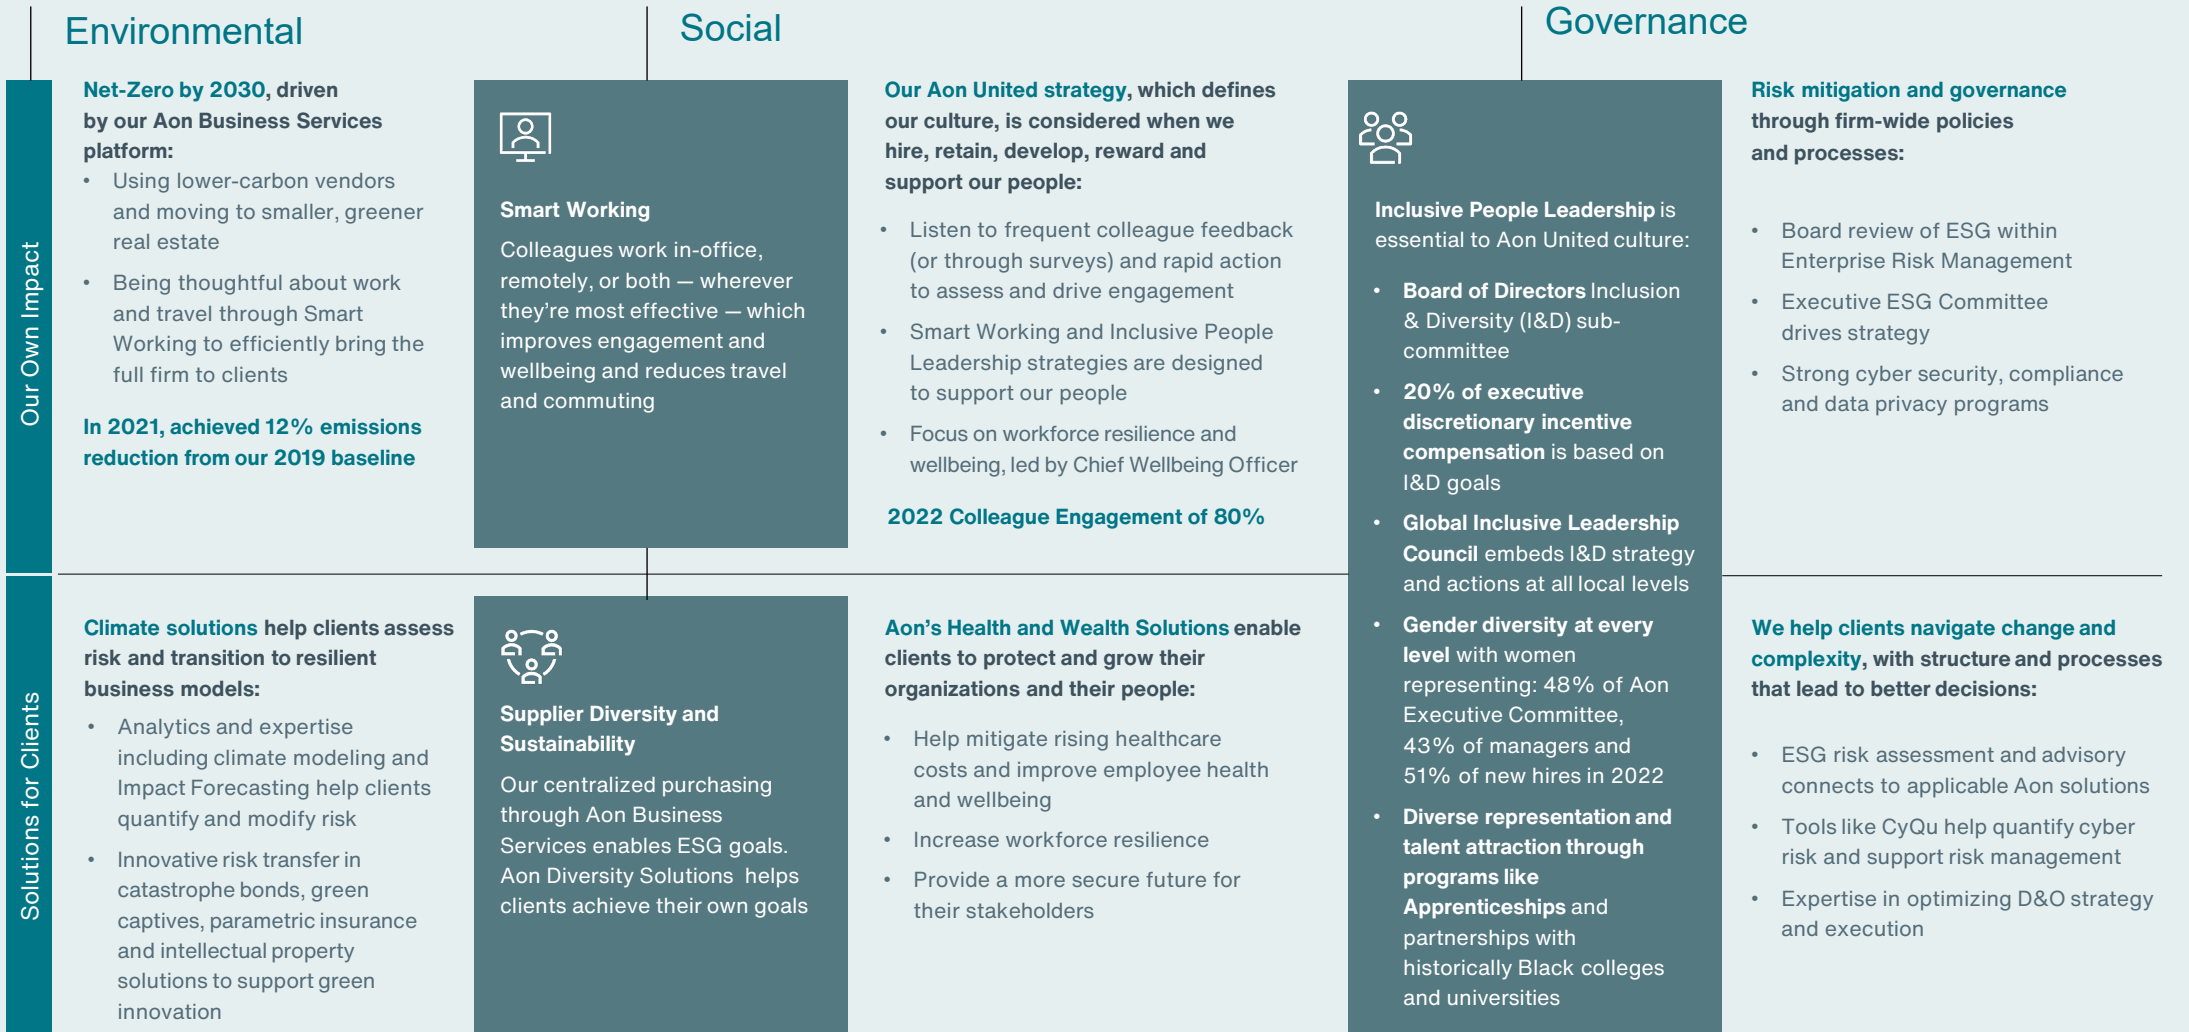 Environmental
Social
Governance
Our Own Impact
Net-Zero by 2030, driven
by our Aon Business Services
platform:
• Using lower-carbon vendors
and moving to smaller, greener
real estate
• Being thoughtful about work
and travel through Smart
Working to efficiently bring the
full firm to clients
In 2021, achieved 12% emissions
reduction from our 2019 baseline
Smart Working
Colleagues work in-office,
remotely, or both — wherever
they’re most effective — which
improves engagement and
wellbeing and reduces travel
and commuting
Our Aon United strategy, which defines
our culture, is considered when we
hire, retain, develop, reward and
support our people:
• Listen to frequent colleague feedback
(or through surveys) and rapid action
to assess and drive engagement
• Smart Working and Inclusive People
Leadership strategies are designed
to support our people
• Focus on workforce resilience and
wellbeing, led by Chief Wellbeing Officer
2022 Colleague Engagement of 80%
Inclusive People Leadership is
essential to Aon United culture:
• Board of Directors Inclusion
& Diversity (I&D) sub-
committee
• 20% of executive
discretionary incentive
compensation is based on
I&D goals
• Global Inclusive Leadership
Council embeds I&D strategy
and actions at all local levels
• Gender diversity at every
level with women
representing: 48% of Aon
Executive Committee,
43% of managers and
51% of new hires in 2022
• Diverse representation and
talent attraction through
programs like
Apprenticeships and
partnerships with
historically Black colleges
and universities
Risk mitigation and governance
through firm-wide policies
and processes:
• Board review of ESG within
Enterprise Risk Management
• Executive ESG Committee
drives strategy
• Strong cyber security, compliance
and data privacy programs
Solutions for Clients
Climate solutions help clients assess
risk and transition to resilient
business models:
• Analytics and expertise
including climate modeling and
Impact Forecasting help clients
quantify and modify risk
• Innovative risk transfer in
catastrophe bonds, green
captives, parametric insurance
and intellectual property
solutions to support green
innovation
Supplier Diversity and
Sustainability
Our centralized purchasing
through Aon Business
Services enables ESG goals.
Aon Diversity Solutions helps
clients achieve their own goals
Aon’s Health and Wealth Solutions enable
clients to protect and grow their
organizations and their people:
• Help mitigate rising healthcare
costs and improve employee health
and wellbeing
• Increase workforce resilience
• Provide a more secure future for
their stakeholders
We help clients navigate change and
complexity, with structure and processes
that lead to better decisions:
• ESG risk assessment and advisory
connects to applicable Aon solutions
• Tools like CyQu help quantify cyber
risk and support risk management
• Expertise in optimizing D&O strategy
and execution